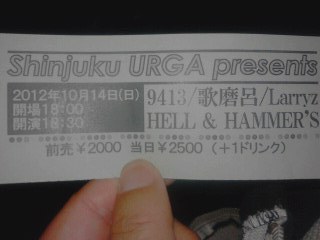 Shinjuku URGA presents
2012年10月14日(日)
開場18:00
開演18:30
9413/歌磨呂/Larryz
HELL & HAMMER'S
前売¥2000 当日¥2500 (+1ドリンク)